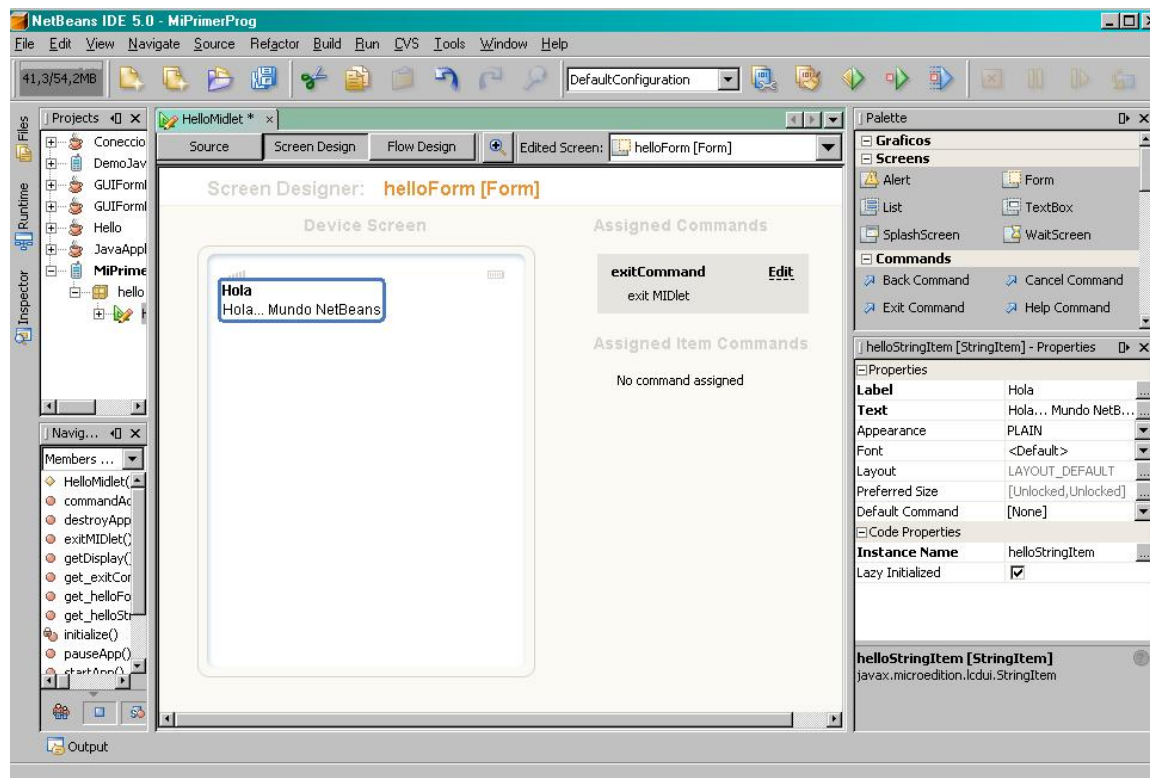 NetBeans IDE 5.0 - MiPrimerProg
File Edit View Navigate Source Refactor Build Run CVS Tools Window Help
41,3/54,2MB DefaultConfiguration
Files
Runtime
Inspector
Projects
Coneccio
DemoJav
GUIForml
GUIForml
Hello
JavaAppl
MiPrime
hello
HelloMidlet *
Source Screen Design Flow Design Edited Screen: helloForm [Form]
Screen Designer: helloForm [Form]
Device Screen
Hola
Hola... Mundo NetBeans
Assigned Commands
exitCommand Edit
exit MIDlet
Assigned Item Commands
No command assigned
Navig...
Members ...
HelloMidlet(
commandAc
destroyApp
exitMIDlet()
getDisplay()
get_exitCor
get_helloFo
get_helloStr
initialize()
pauseApp()
startApp()
Palette
Graficos
Screens
Alert Form
List TextBox
SplashScreen WaitScreen
Commands
Back Command Cancel Command
Exit Command Help Command
helloStringItem [StringItem] - Properties
Properties
Label Hola
Text Hola... Mundo NetB...
Appearance PLAIN
Font <Default>
Layout LAYOUT_DEFAULT
Preferred Size [Unlocked,Unlocked]
Default Command [None]
Code Properties
Instance Name helloStringItem
Lazy Initialized
helloStringItem [StringItem]
javax.microedition.lcdui.StringItem
Output